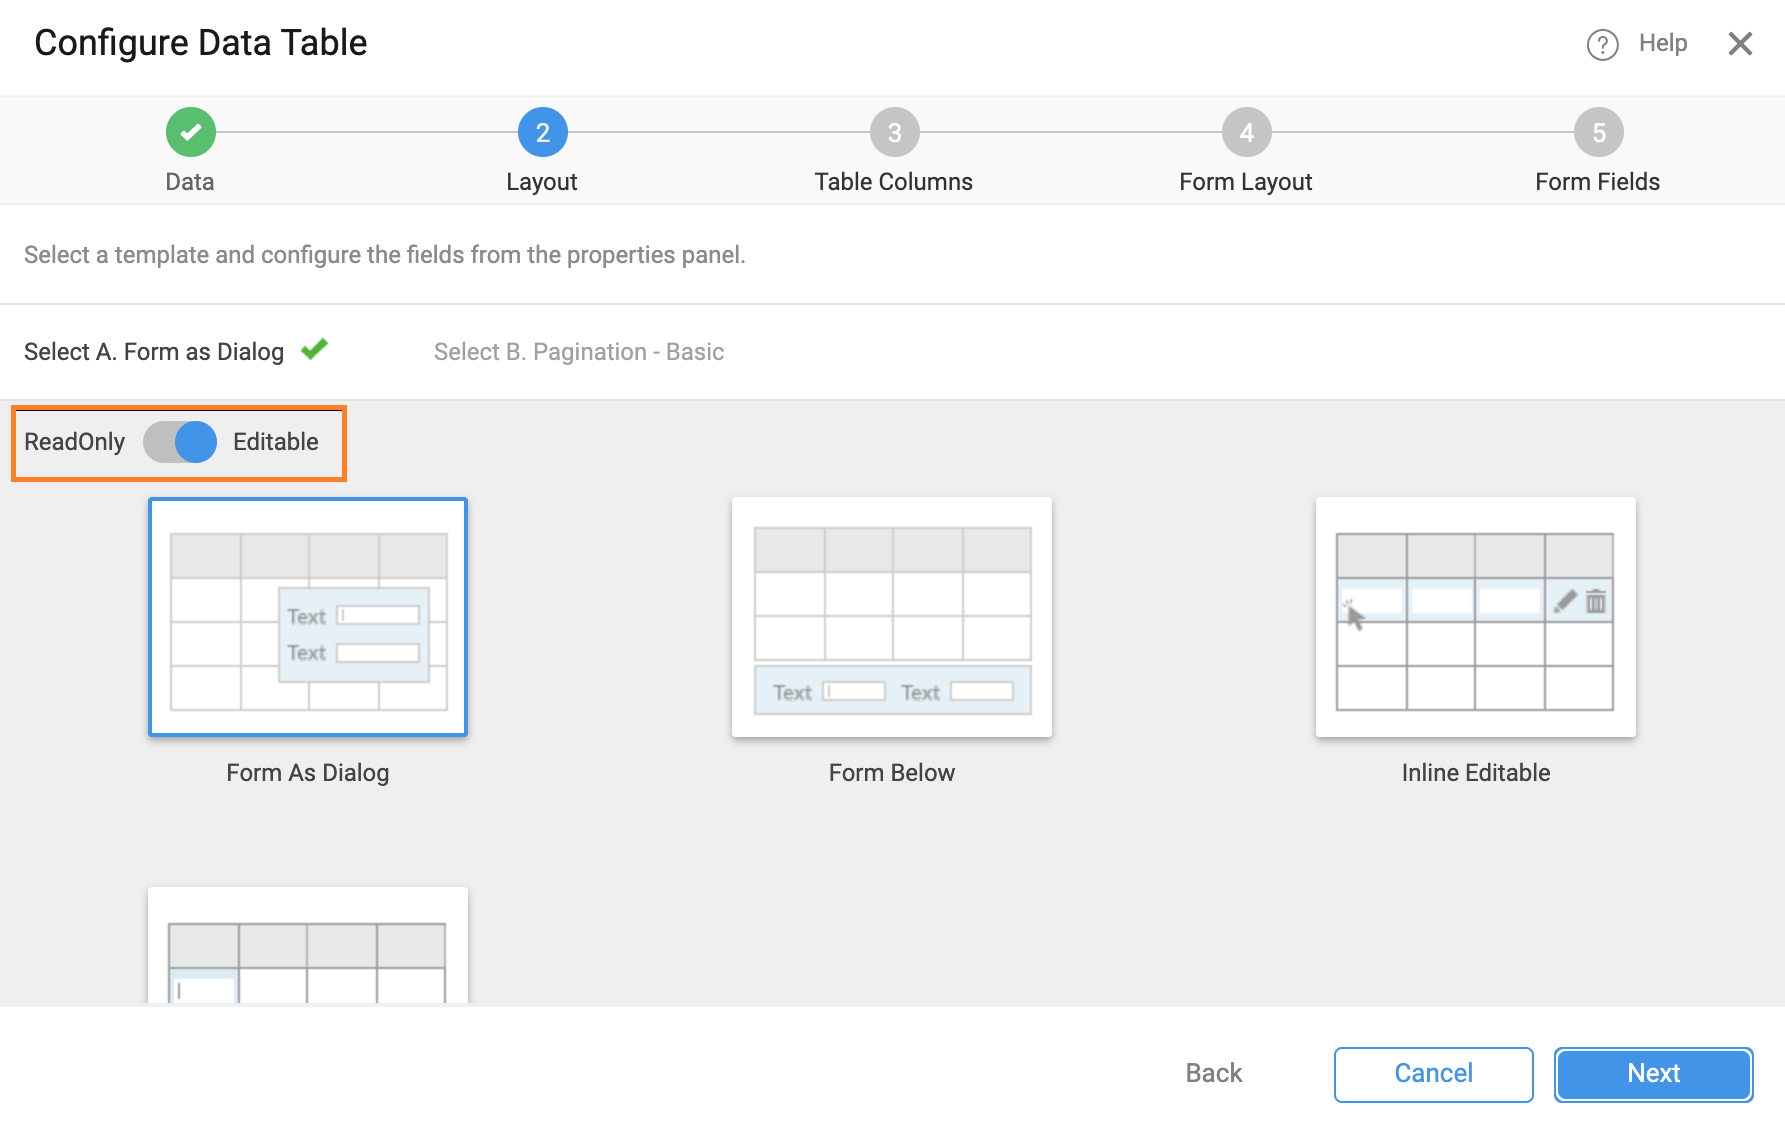 Configure Data Table
? Help
2 3 4 5
Data Layout Table Columns Form Layout Form Fields
Select a template and configure the fields from the properties panel.
Select A. Form as Dialog Select B. Pagination - Basic
ReadOnly Editable
Text
Text
Text Text
Form As Dialog Form Below Inline Editable
Back Cancel Next